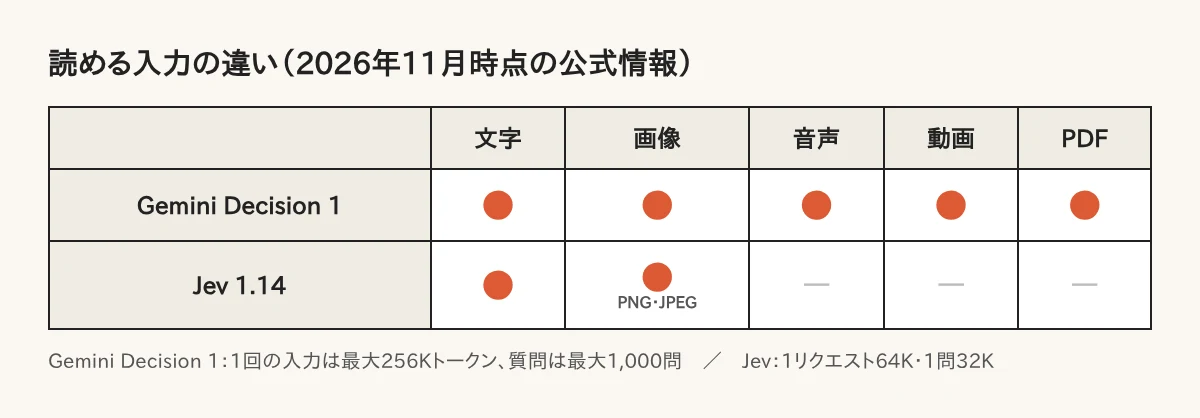 読める入力の違い（2026年11月時点の公式情報）
文字 画像 音声 動画 PDF
Gemini Decision 1
Jev 1.14
PNG・JPEG
Gemini Decision 1：1回の入力は最大256Kトークン、質問は最大1,000問 ／ Jev：1リクエスト64K・1問32K